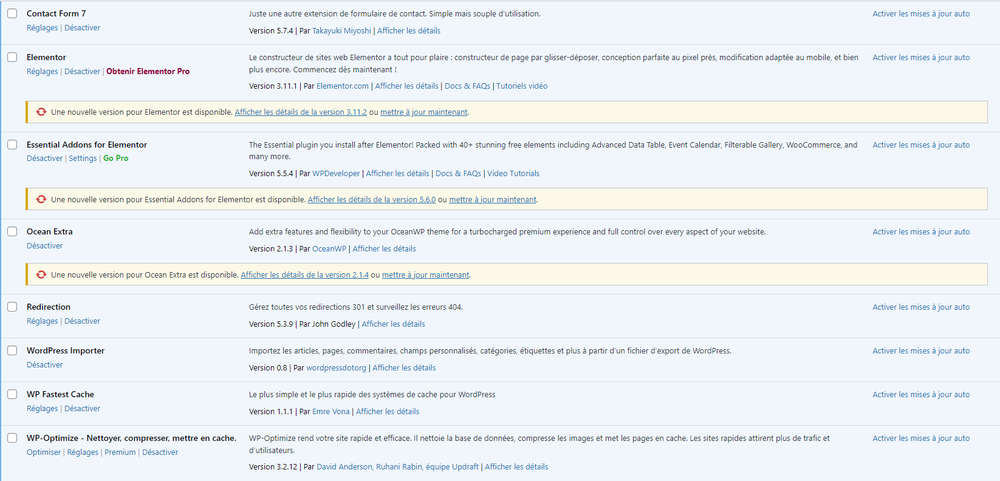 Contact Form 7
Juste une autre extension de formulaire de contact. Simple mais souple d’utilisation.
Activer les mises à jour auto
Réglages | Désactiver
Version 5.7.4 | Par Takayuki Miyoshi | Afficher les détails
Elementor
Le constructeur de sites web Elementor a tout pour plaire : constructeur de page par glisser-déposer, conception parfaite au pixel près, modification adaptée au mobile, et bien
plus encore. Commencez dès maintenant !
Activer les mises à jour auto
Réglages | Désactiver | Obtenir Elementor Pro
Version 3.11.1 | Par Elementor.com | Afficher les détails | Docs & FAQs | Tutoriels vidéo
Une nouvelle version pour Elementor est disponible. Afficher les détails de la version 3.11.2 ou mettre à jour maintenant.
Essential Addons for Elementor
The Essential plugin you install after Elementor! Packed with 40+ stunning free elements including Advanced Data Table, Event Calendar, Filterable Gallery, WooCommerce, and
many more.
Activer les mises à jour auto
Désactiver | Settings | Go Pro
Version 5.5.4 | Par WPDeveloper | Afficher les détails | Docs & FAQs | Video Tutorials
Une nouvelle version pour Essential Addons for Elementor est disponible. Afficher les détails de la version 5.6.0 ou mettre à jour maintenant.
Ocean Extra
Add extra features and flexibility to your OceanWP theme for a turbocharged premium experience and full control over every aspect of your website.
Activer les mises à jour auto
Désactiver
Version 2.1.3 | Par OceanWP | Afficher les détails
Une nouvelle version pour Ocean Extra est disponible. Afficher les détails de la version 2.1.4 ou mettre à jour maintenant.
Redirection
Gérez toutes vos redirections 301 et surveillez les erreurs 404.
Activer les mises à jour auto
Réglages | Désactiver
Version 5.3.9 | Par John Godley | Afficher les détails
WordPress Importer
Importez les articles, pages, commentaires, champs personnalisés, catégories, étiquettes et plus à partir d’un fichier d’export de WordPress.
Activer les mises à jour auto
Désactiver
Version 0.8 | Par wordpressdotorg | Afficher les détails
WP Fastest Cache
Le plus simple et le plus rapide des systèmes de cache pour WordPress
Activer les mises à jour auto
Réglages | Désactiver
Version 1.1.1 | Par Emre Vona | Afficher les détails
WP-Optimize - Nettoyer, compresser, mettre en cache.
WP-Optimize rend votre site rapide et efficace. Il nettoie la base de données, compresse les images et met les pages en cache. Les sites rapides attirent plus de trafic et
d’utilisateurs.
Activer les mises à jour auto
Optimiser | Réglages | Premium | Désactiver
Version 3.2.12 | Par David Anderson, Ruhani Rabin, équipe Updraft | Afficher les détails